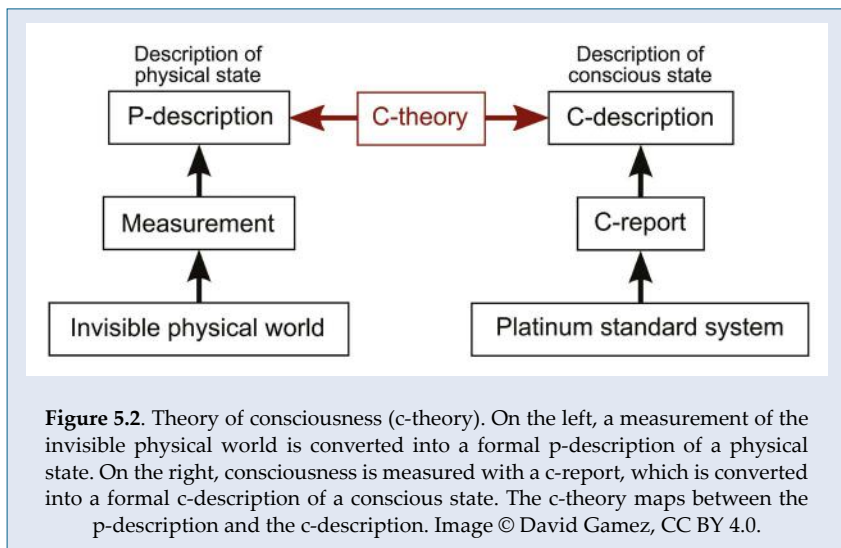 Description of
physical state
Description of
conscious state
P-description
C-theory
C-description
Measurement
C-report
Invisible physical world
Platinum standard system
Figure 5.2. Theory of consciousness (c-theory). On the left, a measurement of the
invisible physical world is converted into a formal p-description of a physical
state. On the right, consciousness is measured with a c-report, which is converted
into a formal c-description of a conscious state. The c-theory maps between the
p-description and the c-description. Image © David Gamez, CC BY 4.0.